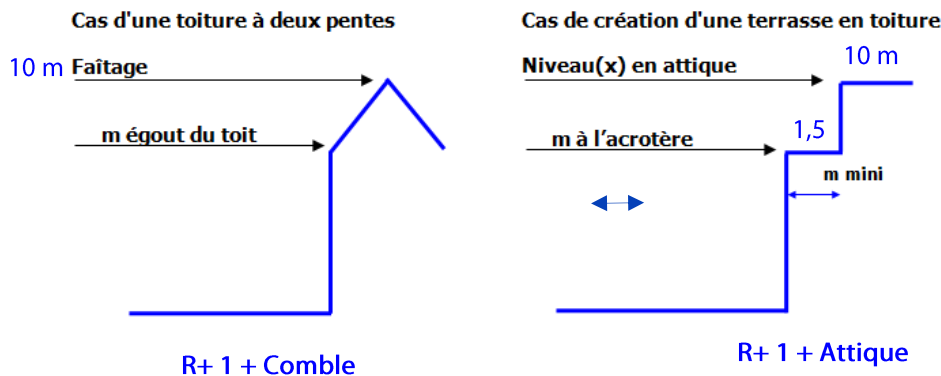 Cas d'une toiture à deux pentes
10 m Faîtage
m égout du toit
R+ 1 + Comble
Cas de création d'une terrasse en toiture
10 m
Niveau(x) en attique
1,5
m à l’acrotère
m mini
R+ 1 + Attique